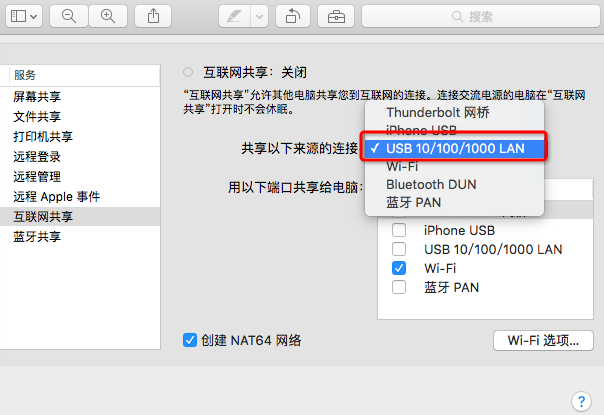 搜索
服务
屏幕共享
文件共享
打印机共享
远程登录
远程管理
远程 Apple 事件
互联网共享
蓝牙共享
互联网共享：关闭
“互联网共享”允许其他电脑共享您到互联网的连接。连接交流电源的电脑在“互联网
共享”打开时不会休眠。
共享以下来源的连接
Thunderbolt 网桥
iPhone USB
✓ USB 10/100/1000 LAN
Wi-Fi
Bluetooth DUN
蓝牙 PAN
用以下端口共享给电脑：
iPhone USB
USB 10/100/1000 LAN
Wi-Fi
蓝牙 PAN
创建 NAT64 网络
Wi-Fi 选项...
?